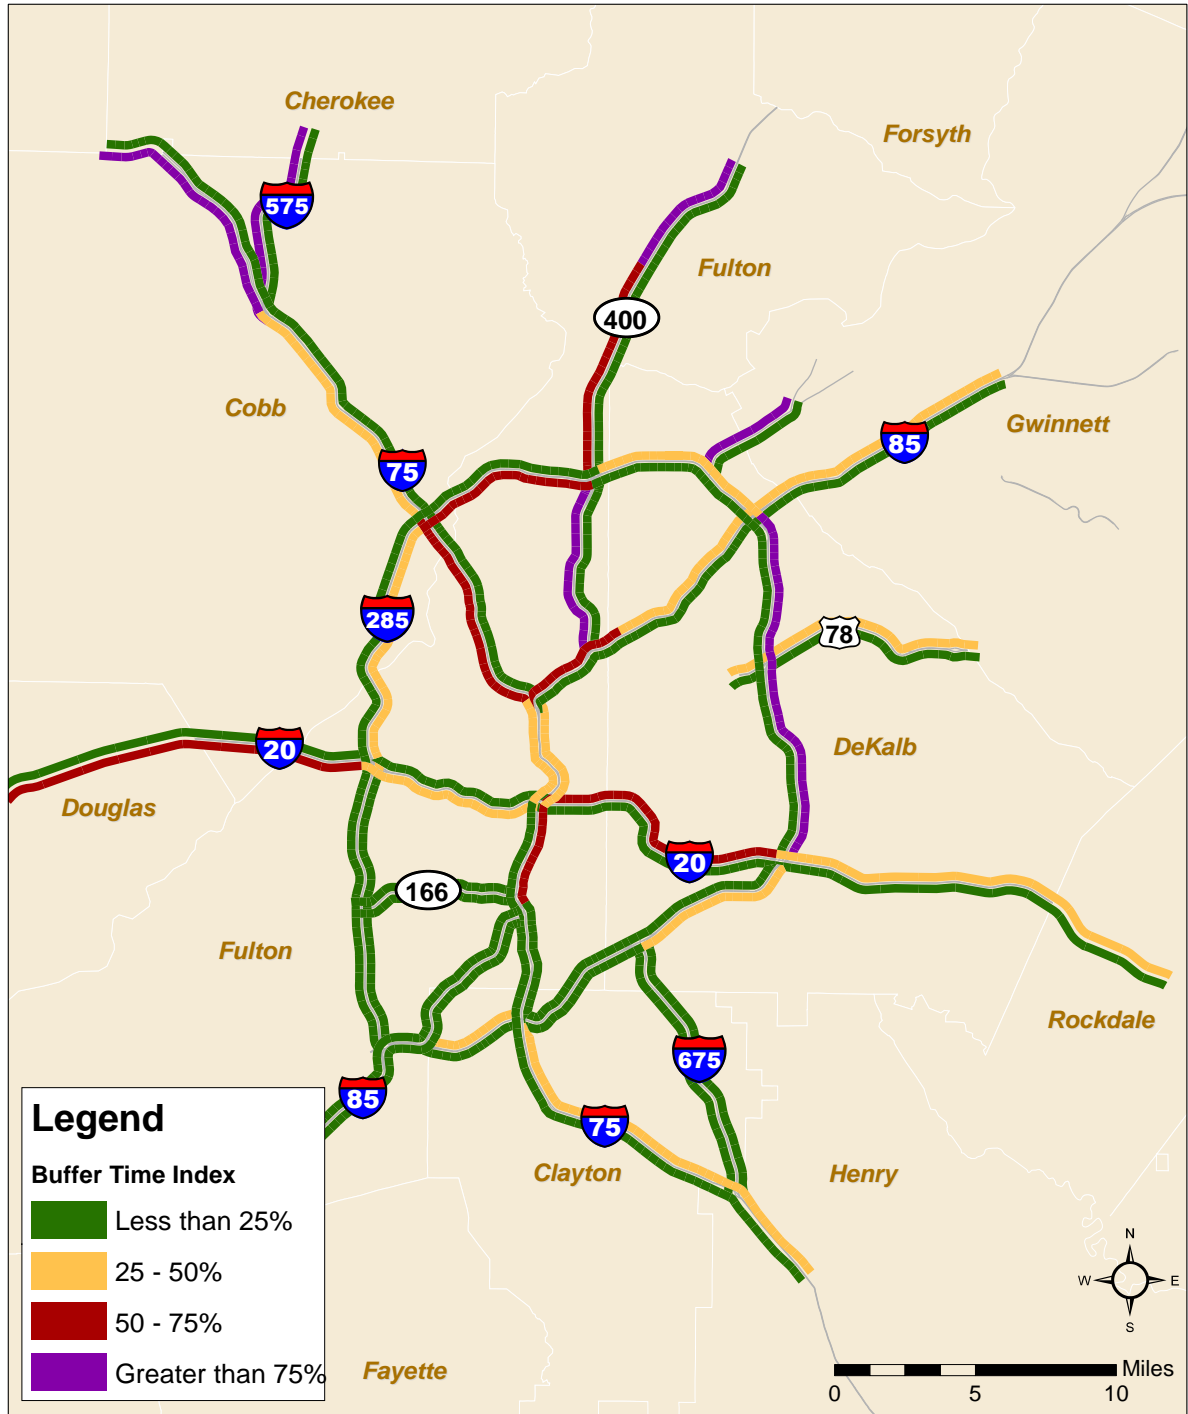 Cherokee
Forsyth
575
Fulton
400
Cobb
Gwinnett
85
75
285
78
20
DeKalb
Douglas
20
166
Fulton
Rockdale
675
85
75
Clayton
Henry
Fayette
Legend
Buffer Time Index
Less than 25%
25 - 50%
50 - 75%
Greater than 75%
N
W E
S
Miles
0 5 10